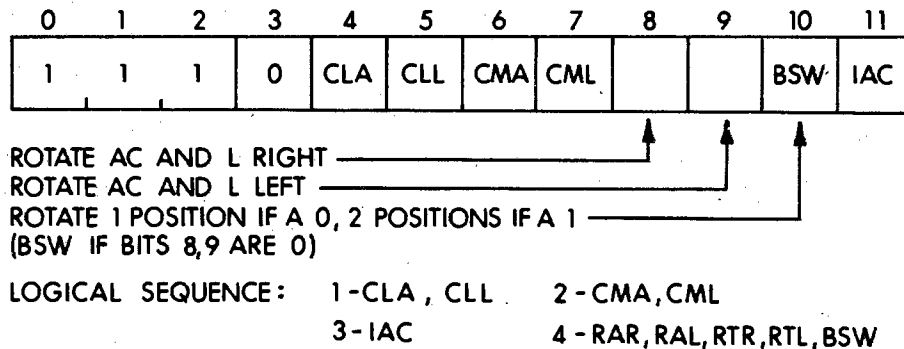 0 1 2 3 4 5 6 7 8 9 10 11
1 1 1 0 CLA CLL CMA CML BSW IAC
ROTATE AC AND L RIGHT
ROTATE AC AND L LEFT
ROTATE 1 POSITION IF A 0, 2 POSITIONS IF A 1
(BSW IF BITS 8,9 ARE 0)
LOGICAL SEQUENCE: 1-CLA, CLL 2-CMA,CML
3-IAC 4-RAR, RAL, RTR, RTL, BSW